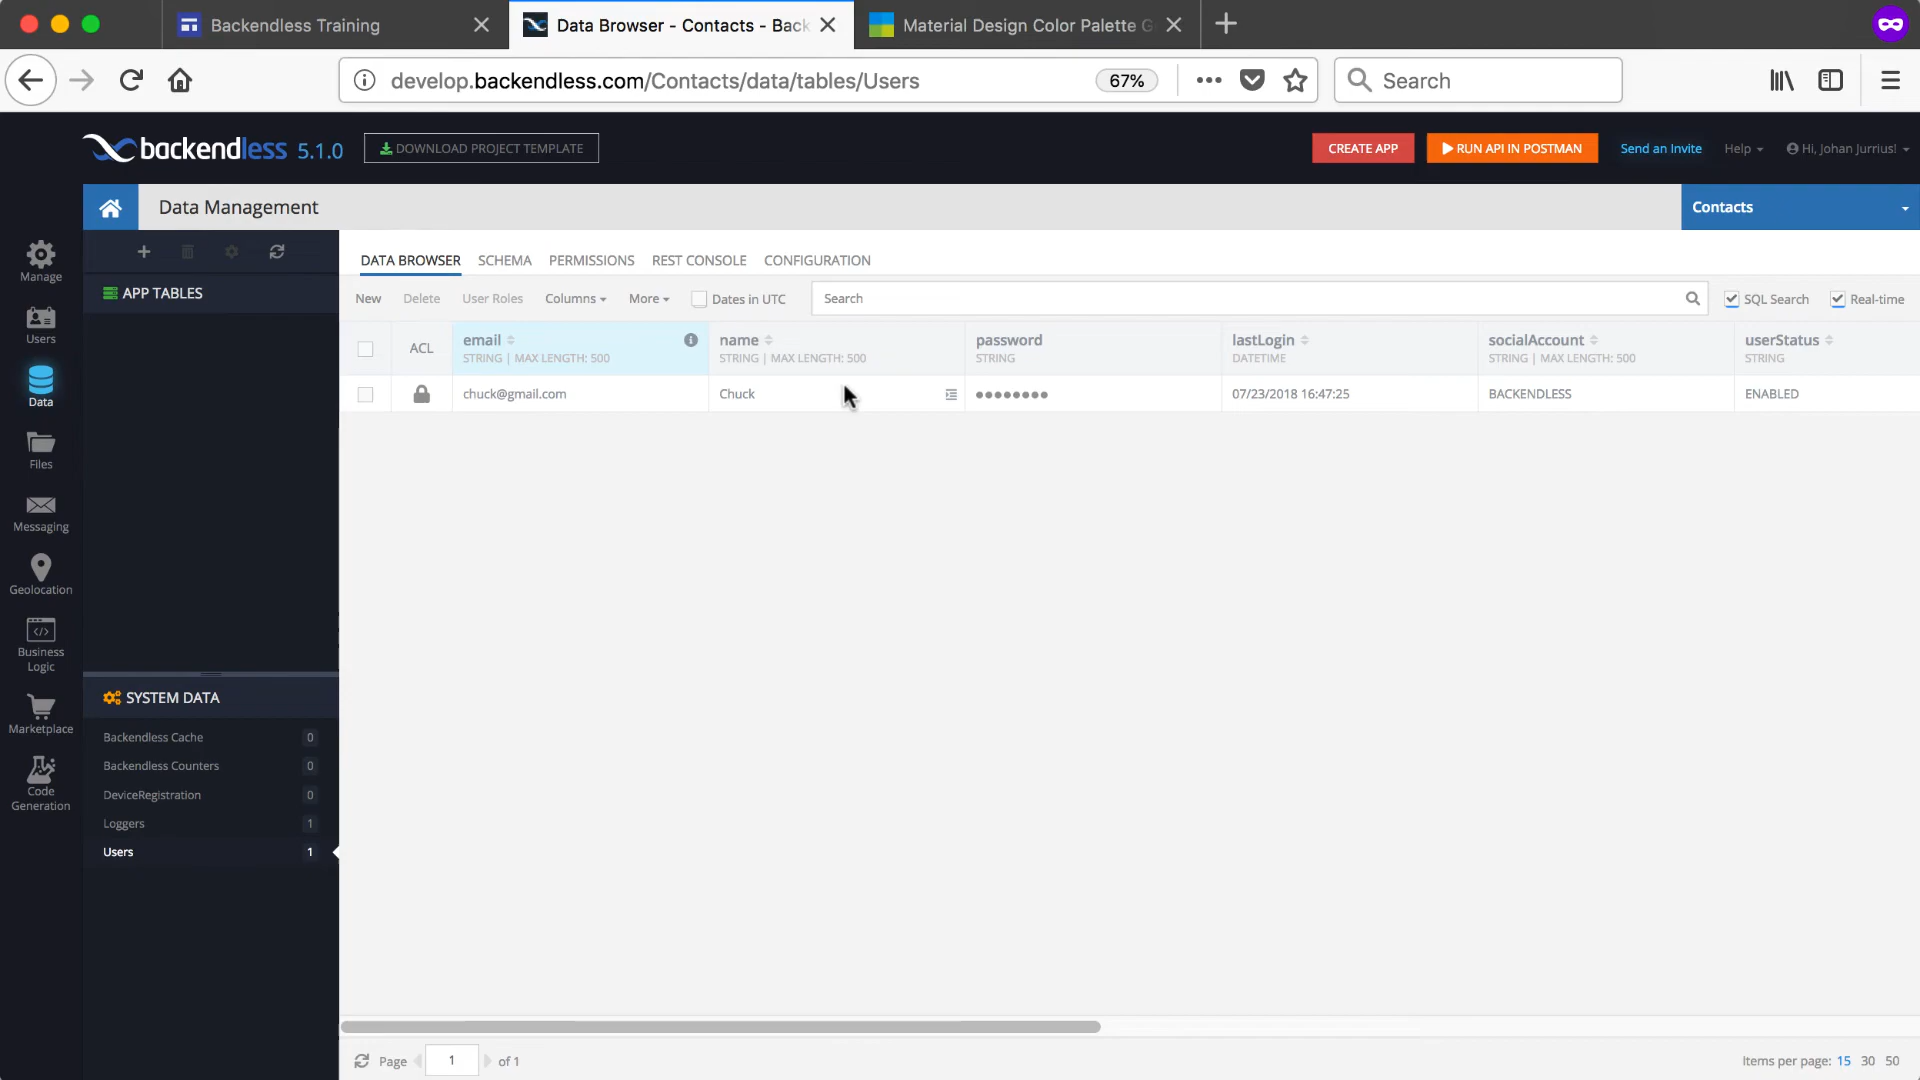 Backendless Training
Data Browser - Contacts - Back
Material Design Color Palette G
develop.backendless.com/Contacts/data/tables/Users
67%
Search
backendless 5.1.0
DOWNLOAD PROJECT TEMPLATE
CREATE APP
RUN API IN POSTMAN
Send an Invite
Help
Hi, Johan Jurrius!
Data Management
Contacts
Manage
Users
Data
Files
Messaging
Geolocation
Business
Logic
Marketplace
Code
Generation
APP TABLES
SYSTEM DATA
Backendless Cache 0
Backendless Counters 0
DeviceRegistration 0
Loggers 1
Users 1
DATA BROWSER SCHEMA PERMISSIONS REST CONSOLE CONFIGURATION
New Delete User Roles Columns More Dates in UTC Search SQL Search Real-time
ACL email name password lastLogin socialAccount userStatus
STRING | MAX LENGTH: 500 STRING | MAX LENGTH: 500 STRING DATETIME STRING | MAX LENGTH: 500 STRING
chuck@gmail.com Chuck ●●●●●●●● 07/23/2018 16:47:25 BACKENDLESS ENABLED
Page 1 of 1
Items per page: 15 30 50